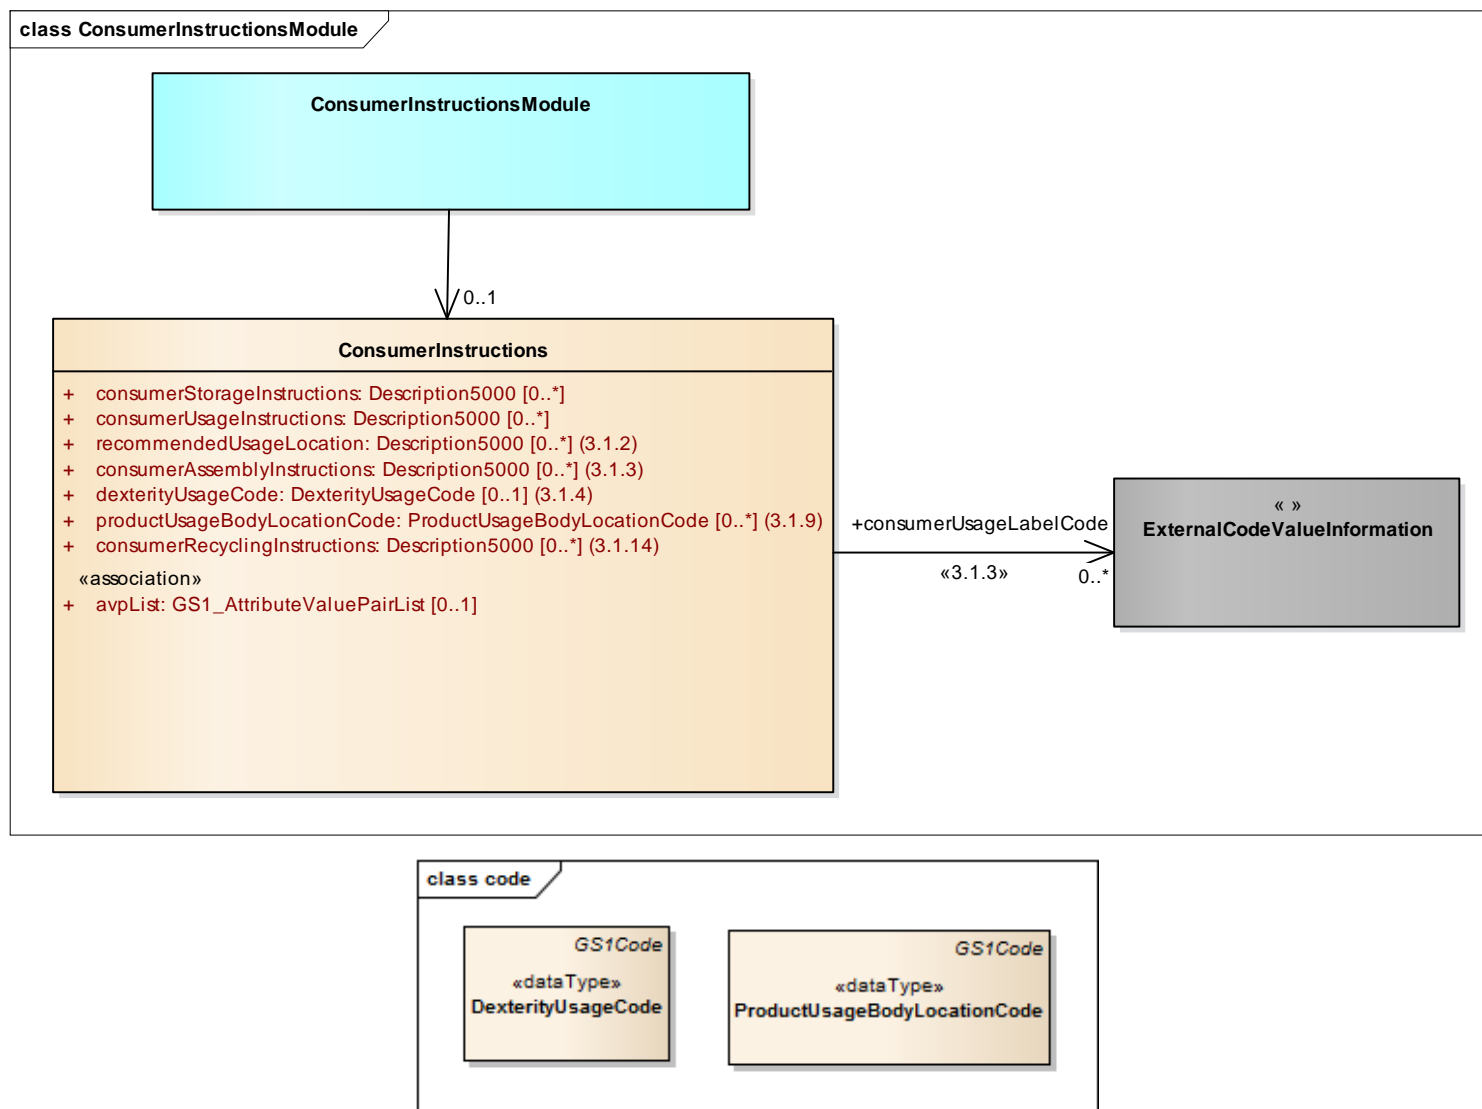 class ConsumerInstructionsModule
ConsumerInstructionsModule
0..1
ConsumerInstructions
+ consumerStorageInstructions: Description5000 [0..*]
+ consumerUsageInstructions: Description5000 [0..*]
+ recommendedUsageLocation: Description5000 [0..*] (3.1.2)
+ consumerAssemblyInstructions: Description5000 [0..*] (3.1.3)
+ dexterityUsageCode: DexterityUsageCode [0..1] (3.1.4)
+ productUsageBodyLocationCode: ProductUsageBodyLocationCode [0..*] (3.1.9)
+ consumerRecyclingInstructions: Description5000 [0..*] (3.1.14)
«association»
+ avpList: GS1_AttributeValuePairList [0..1]
+consumerUsageLabelCode
«3.1.3»
0..*
« »
ExternalCodeValueInformation
class code
GS1Code
«dataType»
DexterityUsageCode
GS1Code
«dataType»
ProductUsageBodyLocationCode